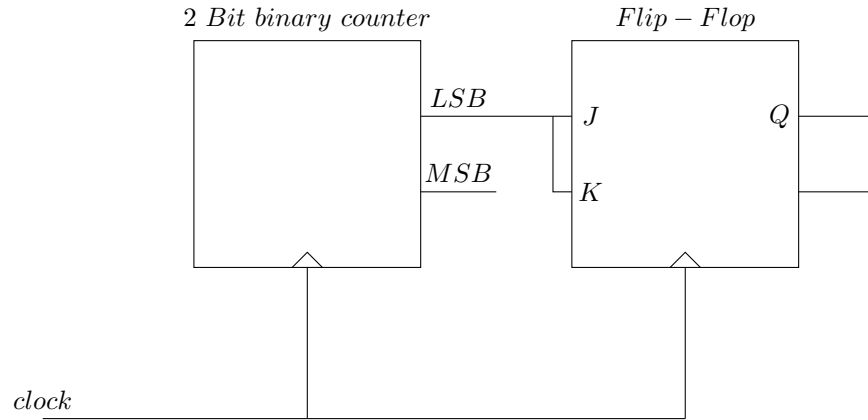 2 Bit binary counter
Flip – Flop
LSB
J
Q
MSB
K
clock